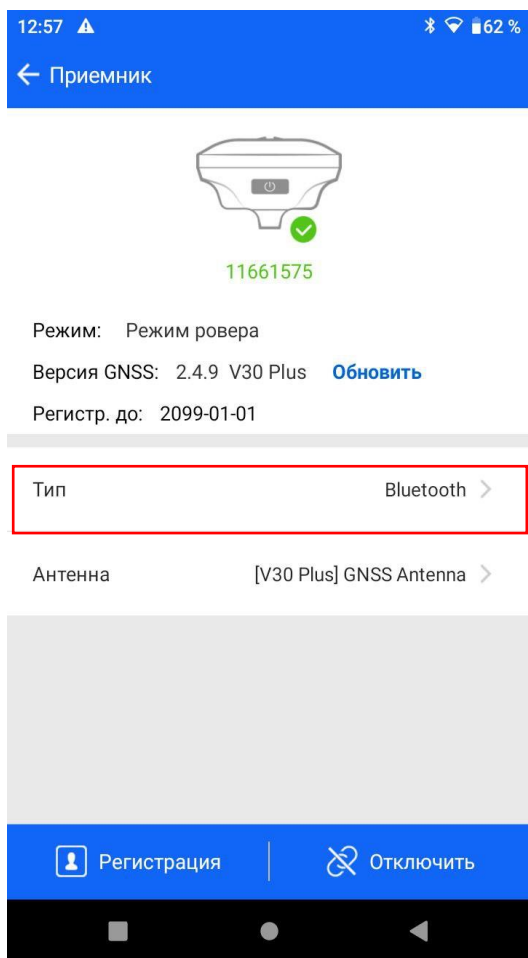 12:57 62 %
Приемник
11661575
Режим: Режим ровера
Версия GNSS: 2.4.9 V30 Plus Обновить
Регистр. до: 2099-01-01
Тип Bluetooth
Антенна [V30 Plus] GNSS Antenna
Регистрация Отключить